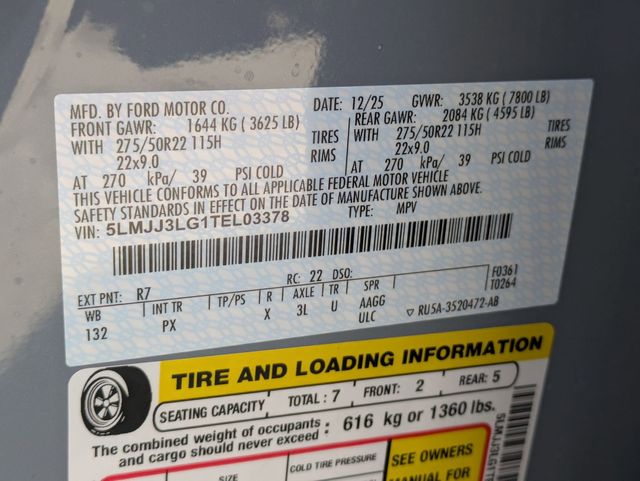 MFD. BY FORD MOTOR CO. DATE: 12/25 GVWR: 3538 KG ( 7800 LB)
FRONT GAWR: 1644 KG ( 3625 LB) REAR GAWR: 2084 KG ( 4595 LB)
WITH 275/50R22 115H TIRES WITH 275/50R22 115H TIRES
22x9.0 RIMS 22x9.0 RIMS
AT 270 kPa/ 39 PSI COLD AT 270 kPa/ 39 PSI COLD
THIS VEHICLE CONFORMS TO ALL APPLICABLE FEDERAL MOTOR VEHICLE
SAFETY STANDARDS IN EFFECT ON THE DATE OF MANUFACTURE SHOWN ABOVE.
VIN: 5LMJJ3LG1TEL03378 TYPE: MPV
EXT PNT: R7 RC: 22 DSO: F0361
WB INT TR TP/PS R AXLE TR SPR T0264
132 PX X 3L U AAGG
ULC ▽ RU5A-3520472-AB
TIRE AND LOADING INFORMATION
SEATING CAPACITY TOTAL : 7 FRONT: 2 REAR: 5
The combined weight of occupants
and cargo should never exceed : 616 kg or 1360 lbs.
SIZE COLD TIRE PRESSURE SEE OWNERS
MANUAL FOR